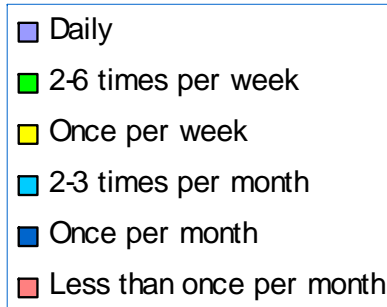 Daily
2-6 times per week
Once per week
2-3 times per month
Once per month
Less than once per month